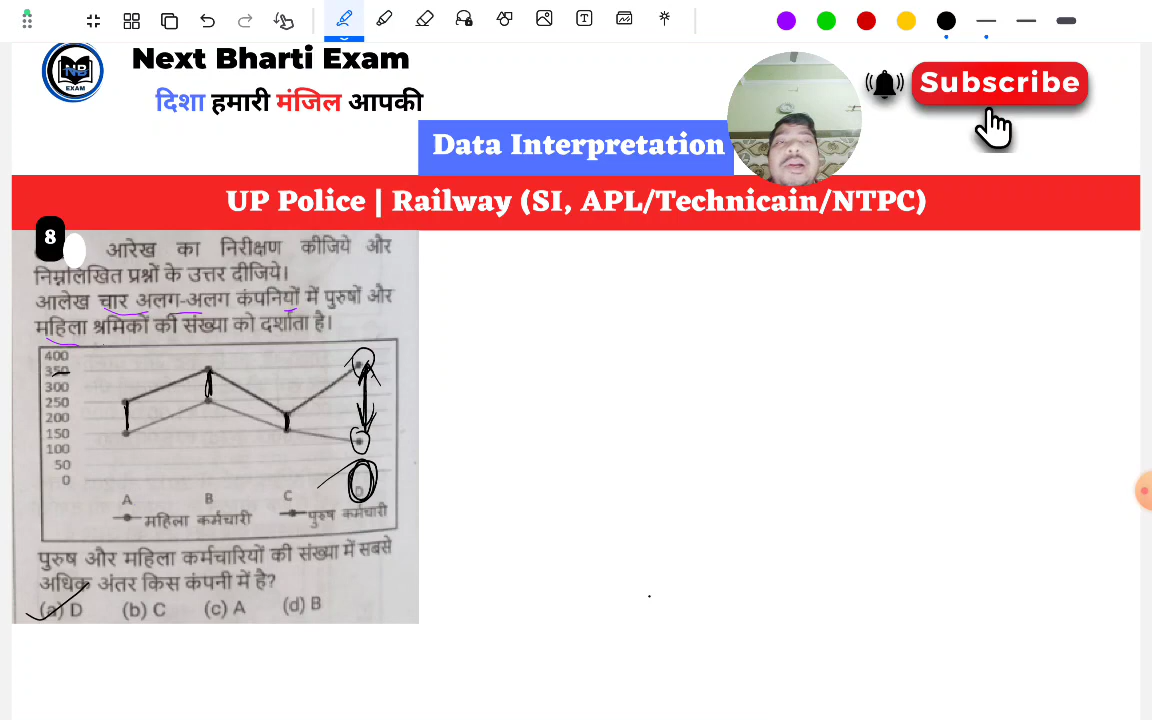 Next Bharti Exam
दिशा हमारी मंजिल आपकी
NB
EXAM
Subscribe
Data Interpretation
UP Police | Railway (SI, APL/Technicain/NTPC)
8
आरेख का निरीक्षण कीजिये और
निम्नलिखित प्रश्नों के उत्तर दीजिये।
आलेख चार अलग-अलग कंपनियों में पुरुषों और
महिला श्रमिकों की संख्या को दर्शाता है।
400
350
300
250
200
150
100
50
0
A B C D
महिला कर्मचारी पुरुष कर्मचारी
पुरुष और महिला कर्मचारियों की संख्या में सबसे
अधिक अंतर किस कंपनी में है?
(a) D (b) C (c) A (d) B